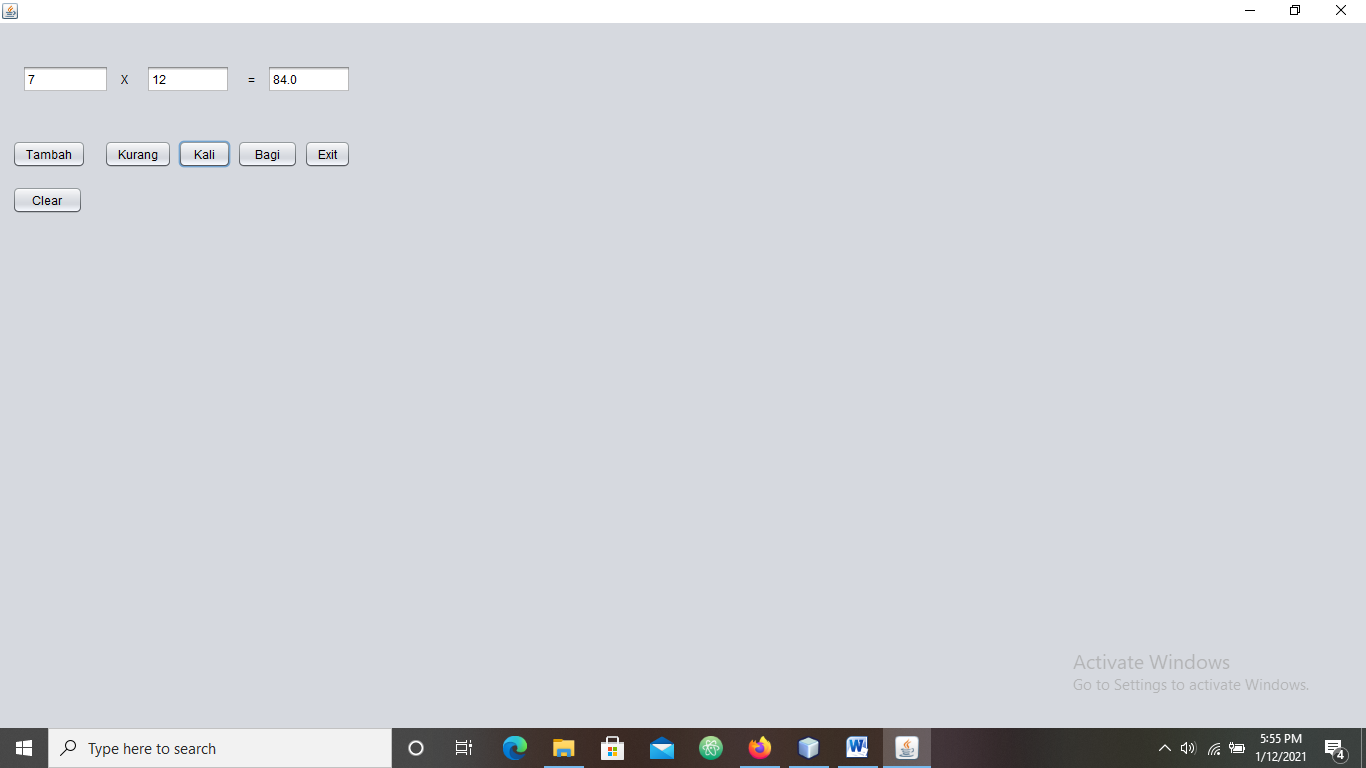 7 X 12 = 84.0
Tambah Kurang Kali Bagi Exit
Clear
Activate Windows
Go to Settings to activate Windows.
Type here to search
5:55 PM
1/12/2021
4